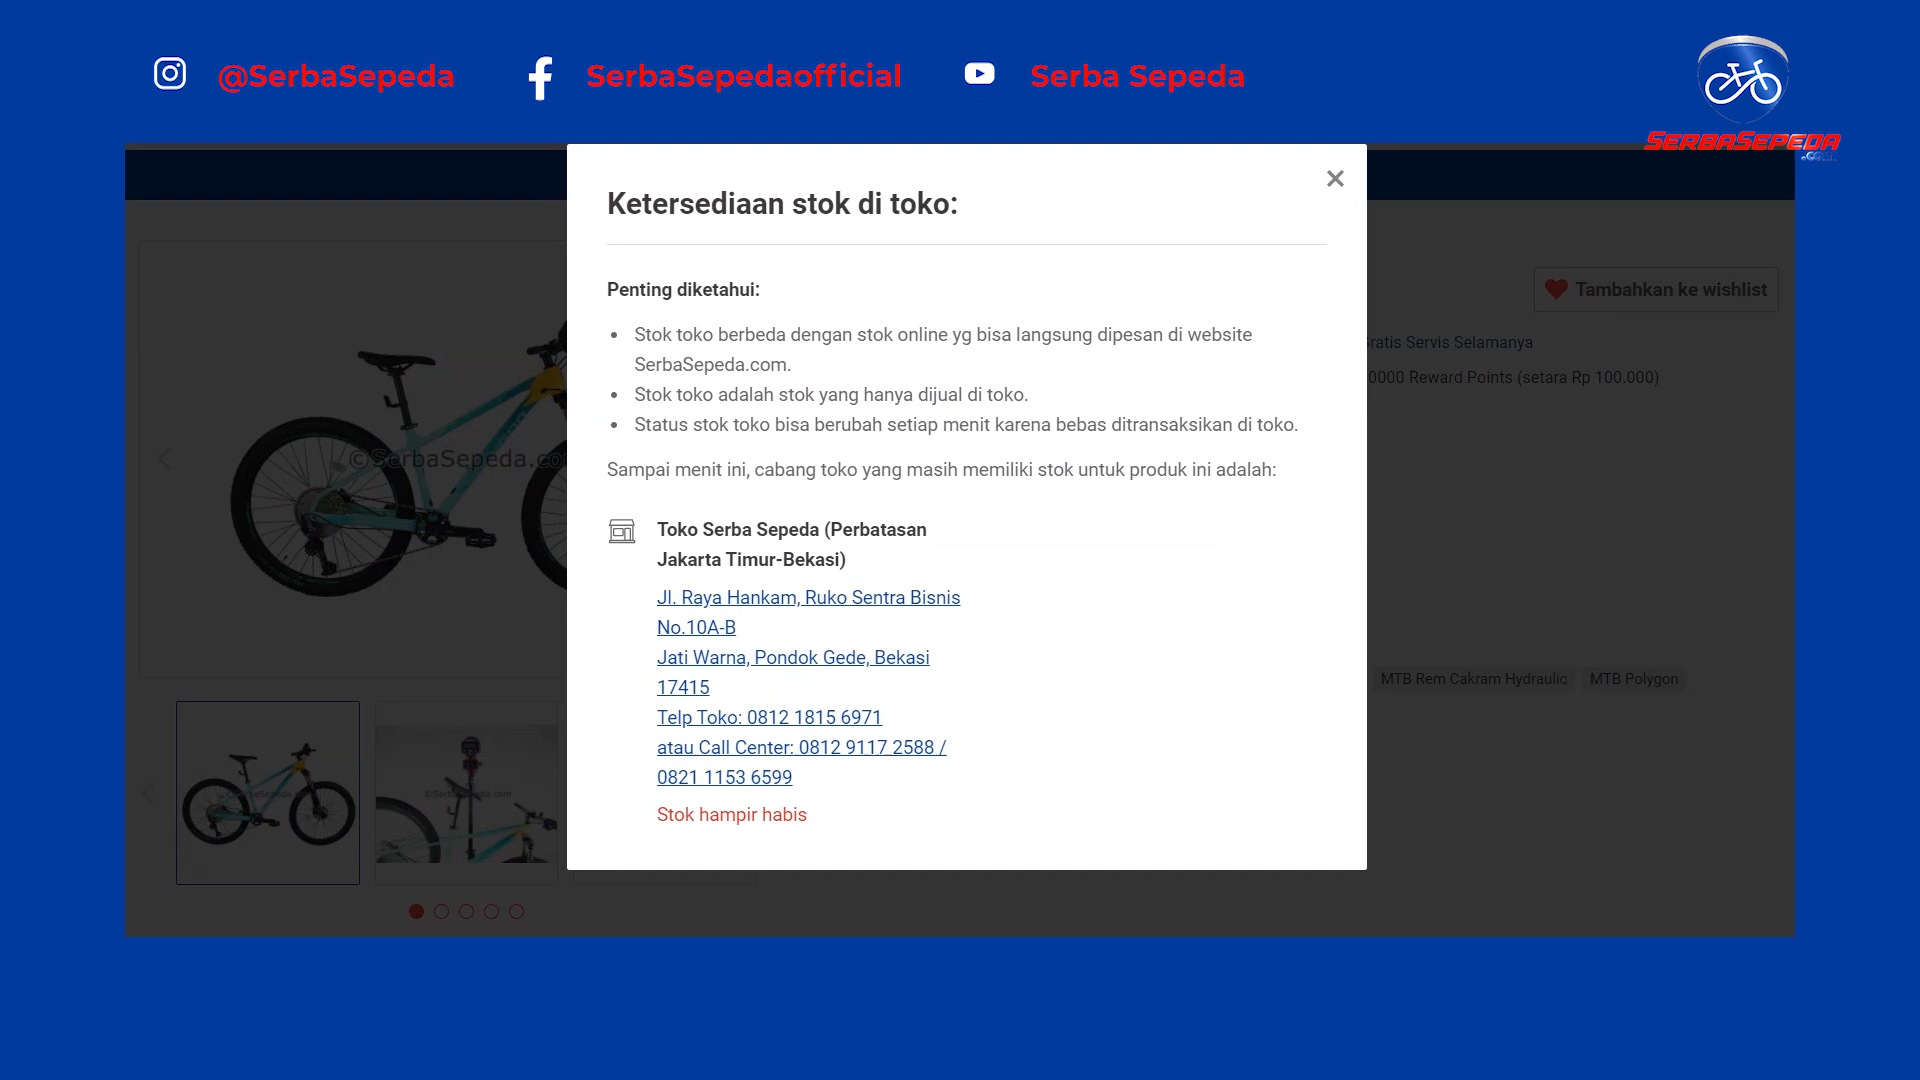 @SerbaSepeda
SerbaSepedaofficial
Serba Sepeda
SERBASEPEDA
.COM
Ketersediaan stok di toko:
Penting diketahui:
Stok toko berbeda dengan stok online yg bisa langsung dipesan di website
SerbaSepeda.com.
Stok toko adalah stok yang hanya dijual di toko.
Status stok toko bisa berubah setiap menit karena bebas ditransaksikan di toko.
Sampai menit ini, cabang toko yang masih memiliki stok untuk produk ini adalah:
Toko Serba Sepeda (Perbatasan
Jakarta Timur-Bekasi)
Jl. Raya Hankam, Ruko Sentra Bisnis
No.10A-B
Jati Warna, Pondok Gede, Bekasi
17415
Telp Toko: 0812 1815 6971
atau Call Center: 0812 9117 2588 /
0821 1153 6599
Stok hampir habis
Tambahkan ke wishlist
Gratis Servis Selamanya
0000 Reward Points (setara Rp 100.000)
MTB Rem Cakram Hydraulic
MTB Polygon
©SerbaSepeda.co
©SerbaSepeda.com